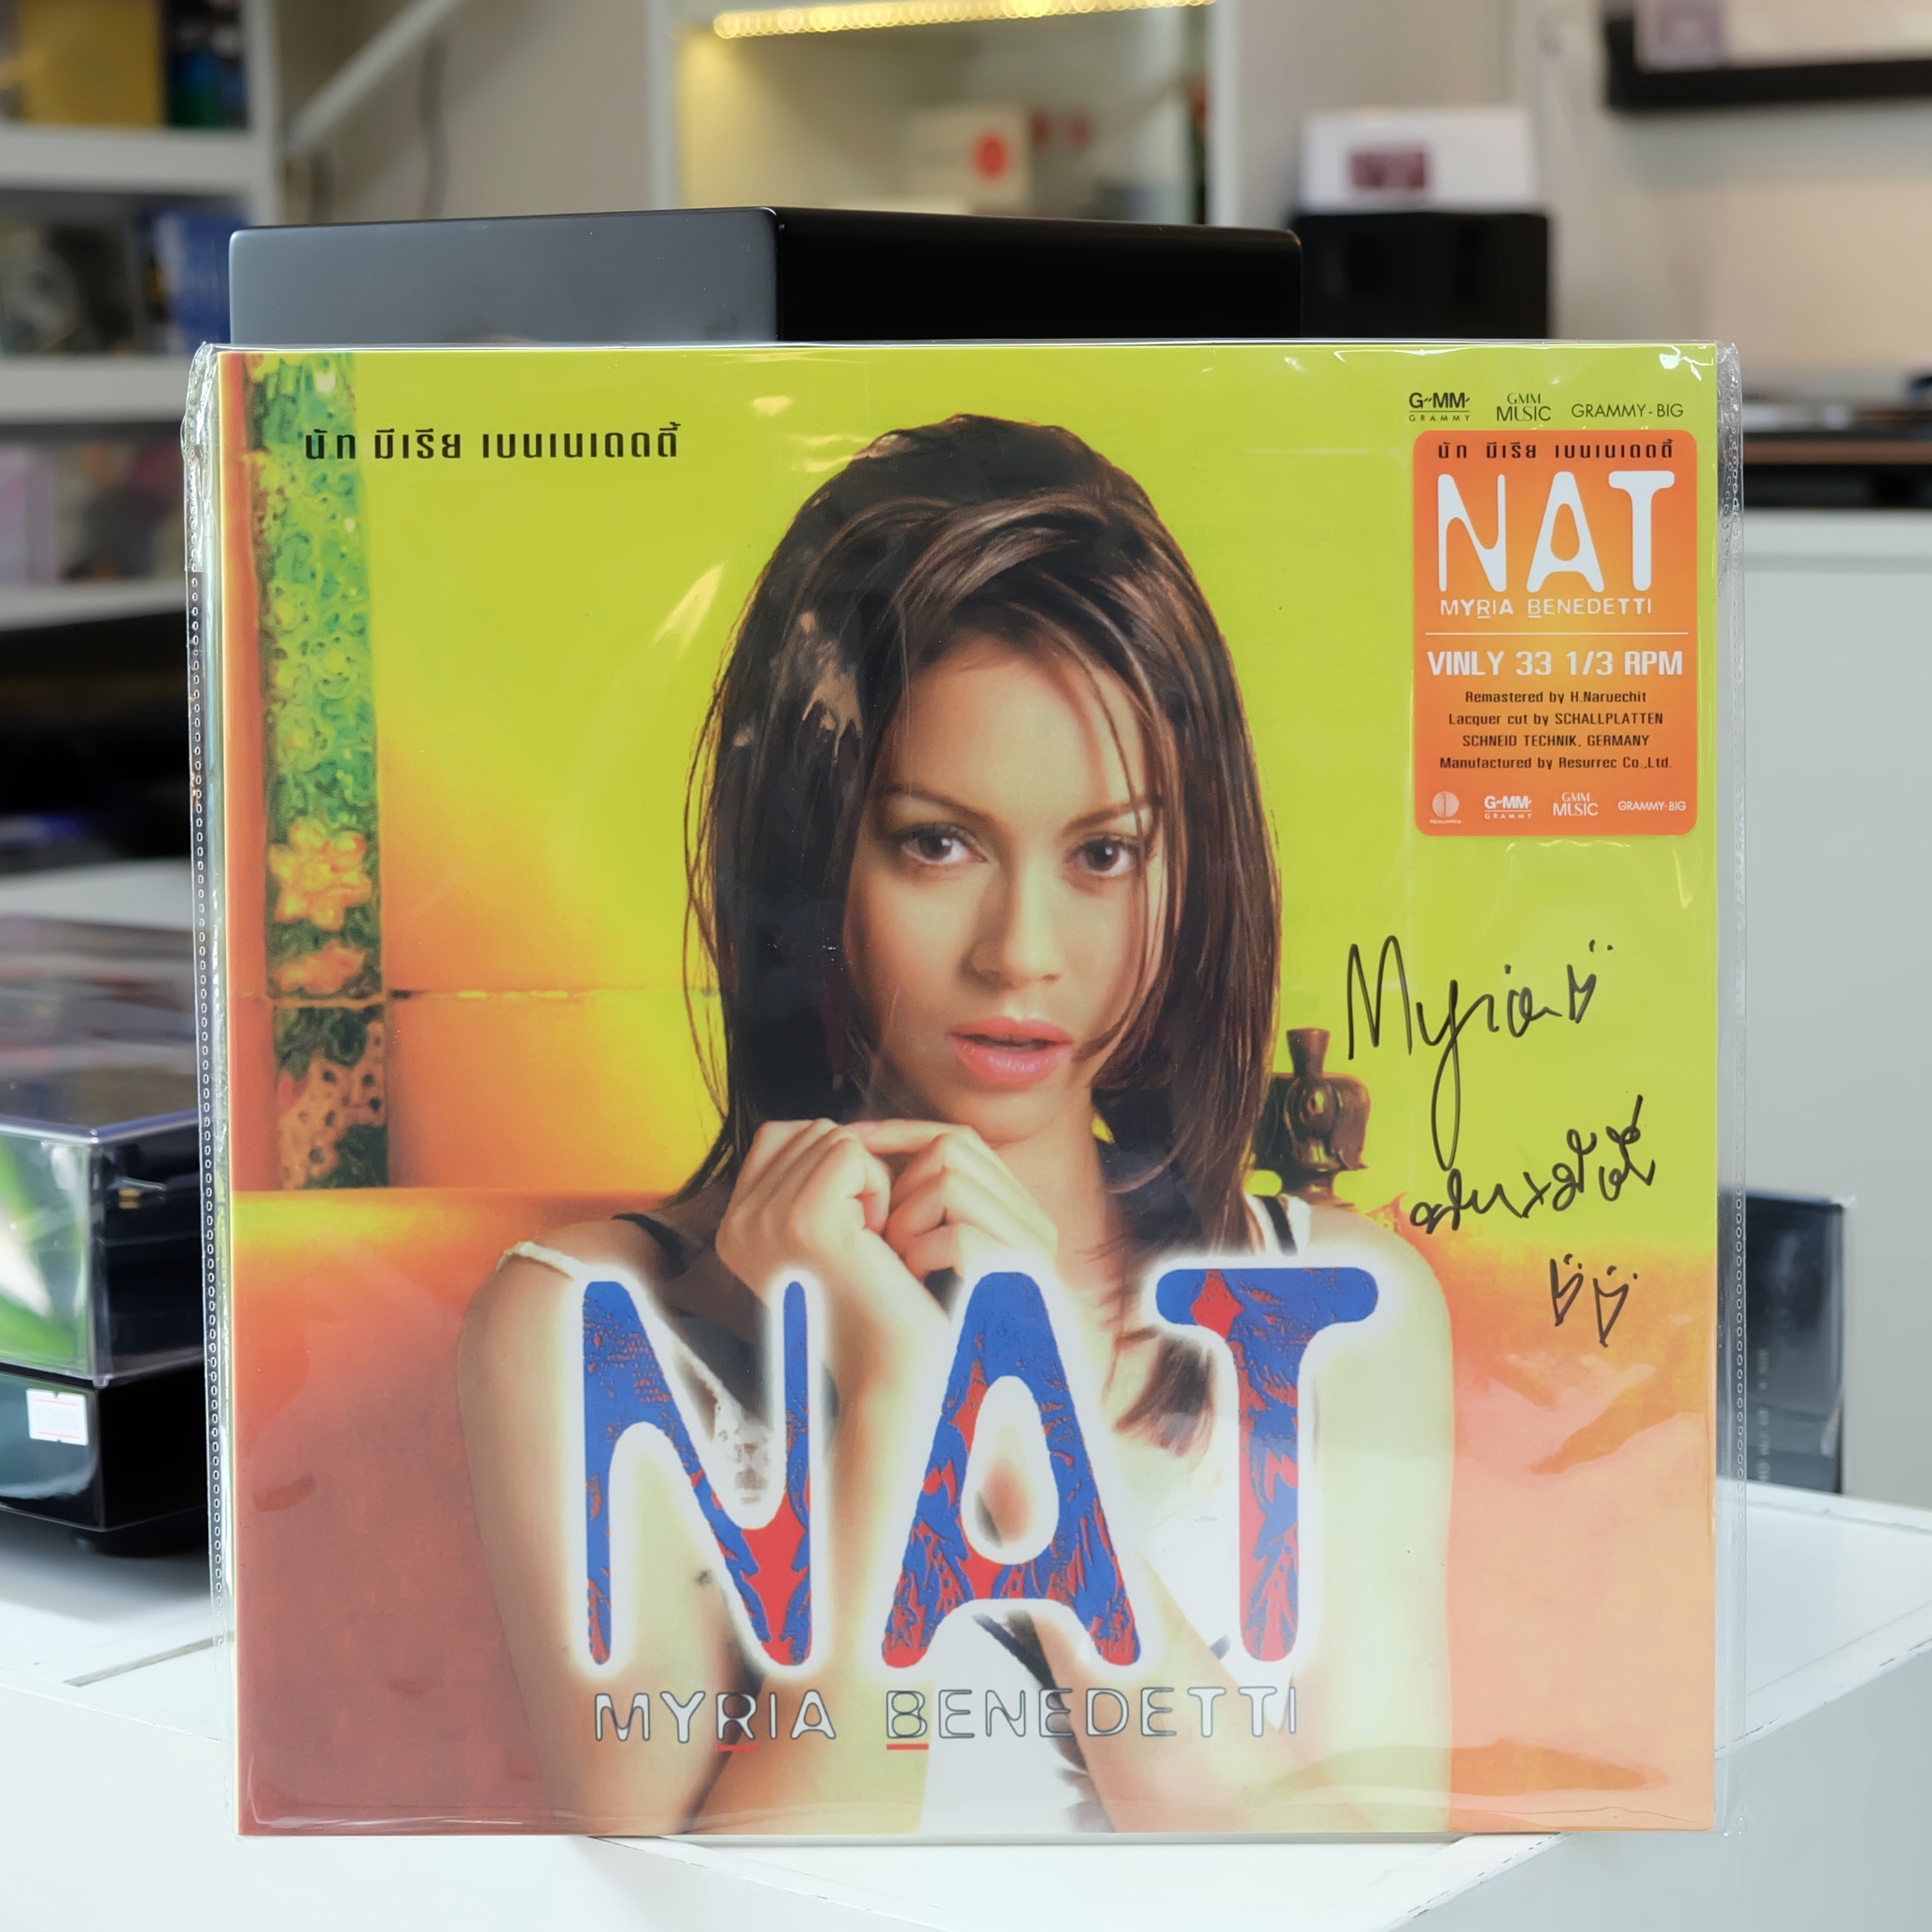 นัท มีเรีย เบนเนเดดตี้
G"MM'
GRAMMY
GMM
MUSIC
GRAMMY-BIG
นัท มีเรีย เบนเนเดดตี้
NAT
MYRIA BENEDETTI
VINLY 33 1/3 RPM
Remastered by H.Naruechit
Lacquer cut by SCHALLPLATTEN
SCHNEID TECHNIK, GERMANY
Manufactured by Resurrec Co.,Ltd.
G"MM'
GRAMMY
GMM
MUSIC
GRAMMY-BIG
Myria
NAT
MYRIA BENEDETTI